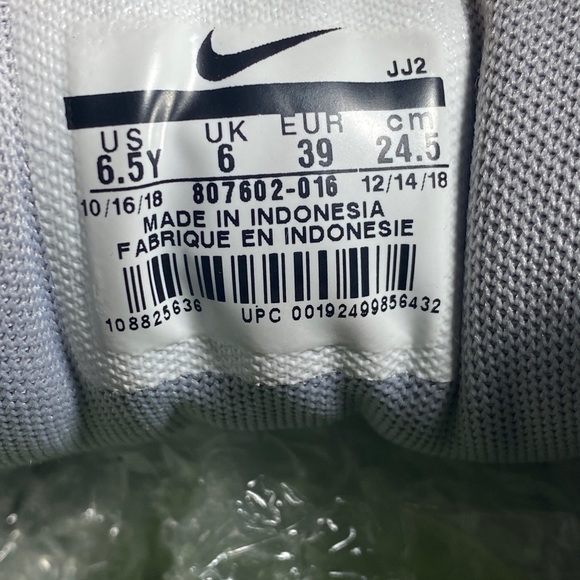 JJ2
US UK EUR cm
6.5Y 6 39 24.5
10/16/18 807602-016 12/14/18
MADE IN INDONESIA
FABRIQUE EN INDONESIE
108825636 UPC 00192499856432